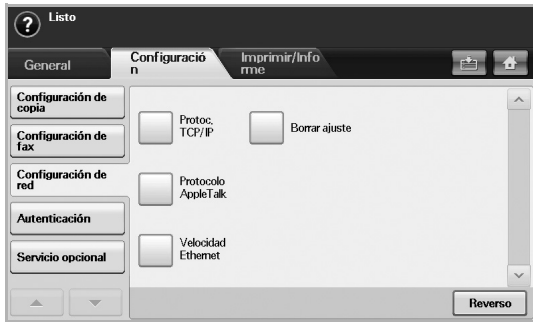 ?
Listo
General
Configuració
n
Imprimir/Info
rme
Configuración de
copia
Configuración de
fax
Configuración de
red
Autenticación
Servicio opcional
Protoc,
TCP/IP
Borrar ajuste
Protocolo
AppleTalk
Velocidad
Ethernet
Reverso